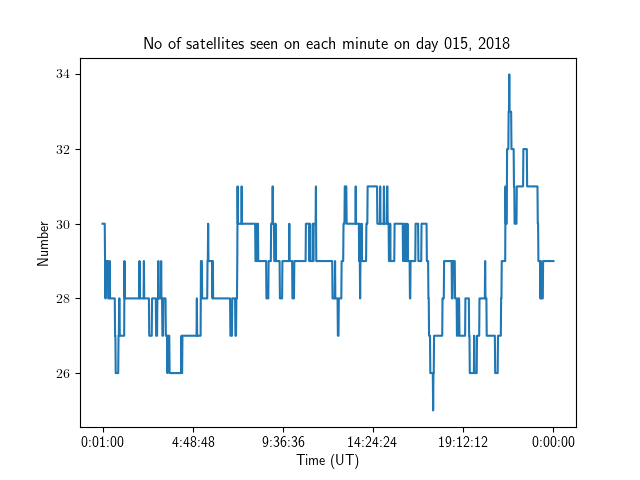 No of satellites seen on each minute on day 015, 2018
34
32
30
28
26
Number
0:01:00 4:48:48 9:36:36 14:24:24 19:12:12 0:00:00
Time (UT)